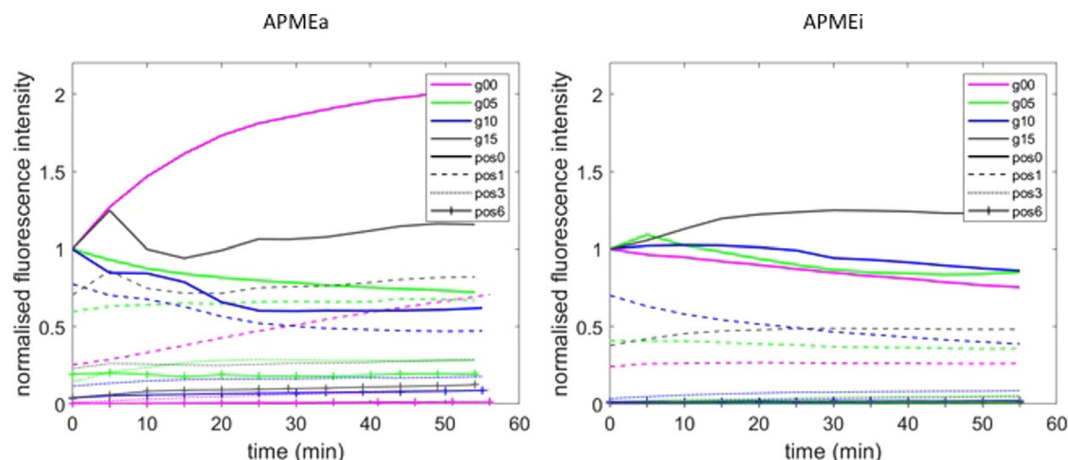 APMEa
normalised fluorescence intensity
2
1.5
1
0.5
0
0 10 20 30 40 50 60
time (min)
g00
g05
g10
g15
pos0
pos1
pos3
pos6
APMEi
normalised fluorescence intensity
2
1.5
1
0.5
0
0 10 20 30 40 50 60
time (min)
g00
g05
g10
g15
pos0
pos1
pos3
pos6